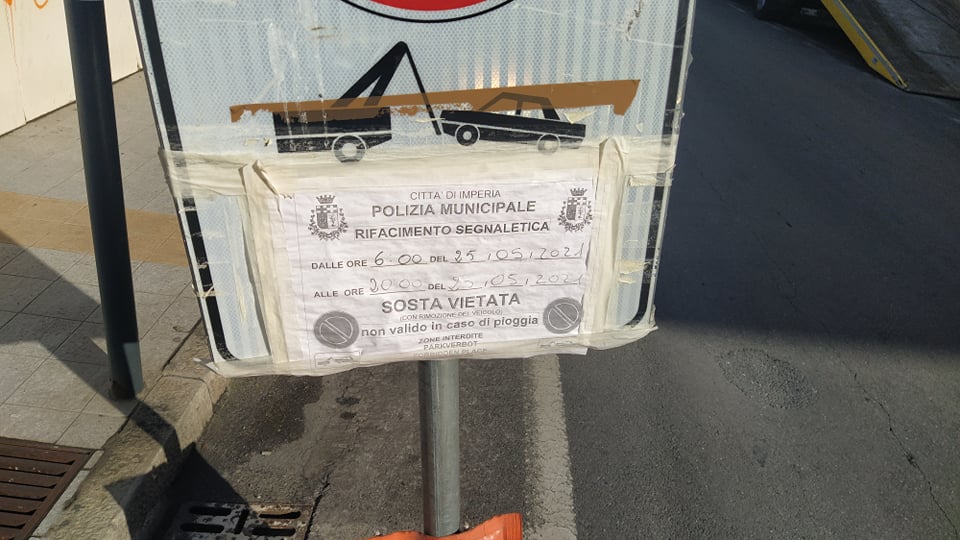 CITTA' DI IMPERIA
POLIZIA MUNICIPALE
RIFACIMENTO SEGNALETICA
DALLE ORE 6.00 DEL 25.05.2021
ALLE ORE 20.00 DEL 25.05.2021
SOSTA VIETATA
(CON RIMOZIONE DEL VEICOLO)
non valido in caso di pioggia
ZONE INTERDITE
PARKVERBOT
FORBIDDEN PLACE